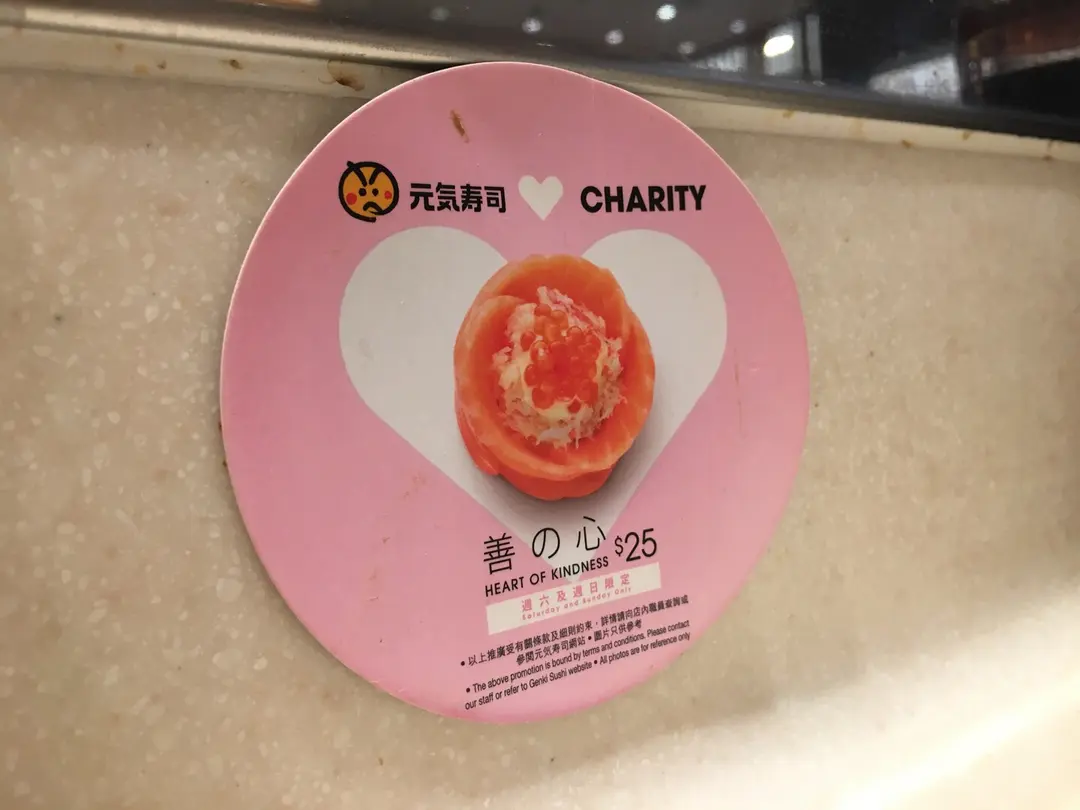 元気寿司 CHARITY
善の心 $25
HEART OF KINDNESS
週六及週日限定
Saturday and Sunday Only
• 以上推廣受有關條款及細則約束，詳情請向店內職員查詢或
參閱元気寿司網站 • 圖片只供參考
• The above promotion is bound by terms and conditions. Please contact
our staff or refer to Genki Sushi website • All photos are for reference only